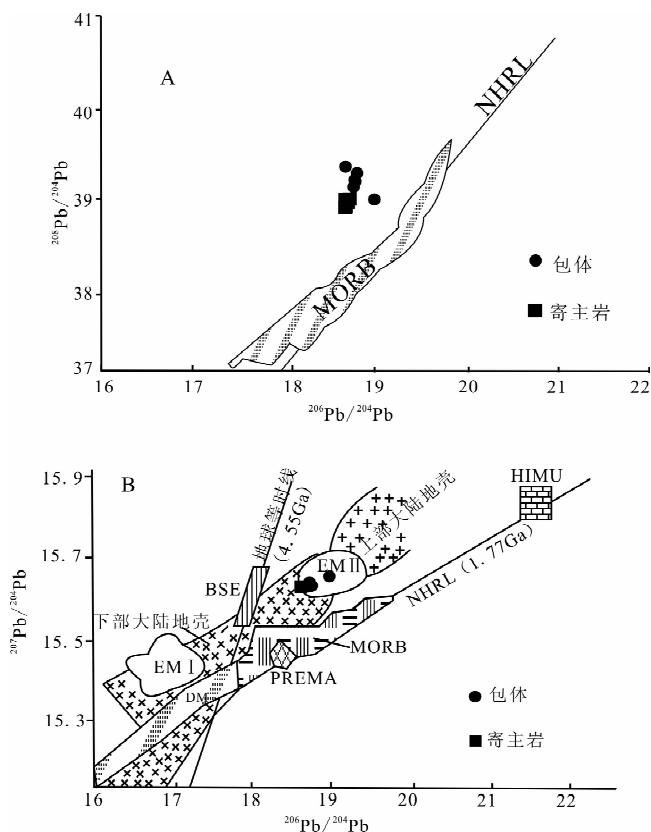 41
A
NHRL
40
²⁰⁸Pb/²⁰⁴Pb
39
包体
MORB
38
寄主岩
37
16 17 18 19 20 21 22
²⁰⁶Pb/²⁰⁴Pb
15.9
B
地球等时线
(4.55Ga)
HIMU
上部大陆地壳
15.7
EMⅡ
NHRL (1.77Ga)
BSE
²⁰⁷Pb/²⁰⁴Pb
下部大陆地壳
15.5
MORB
EMⅠ
PREMA
DM
包体
15.3
寄主岩
16 17 18 19 20 21 22
²⁰⁶Pb/²⁰⁴Pb